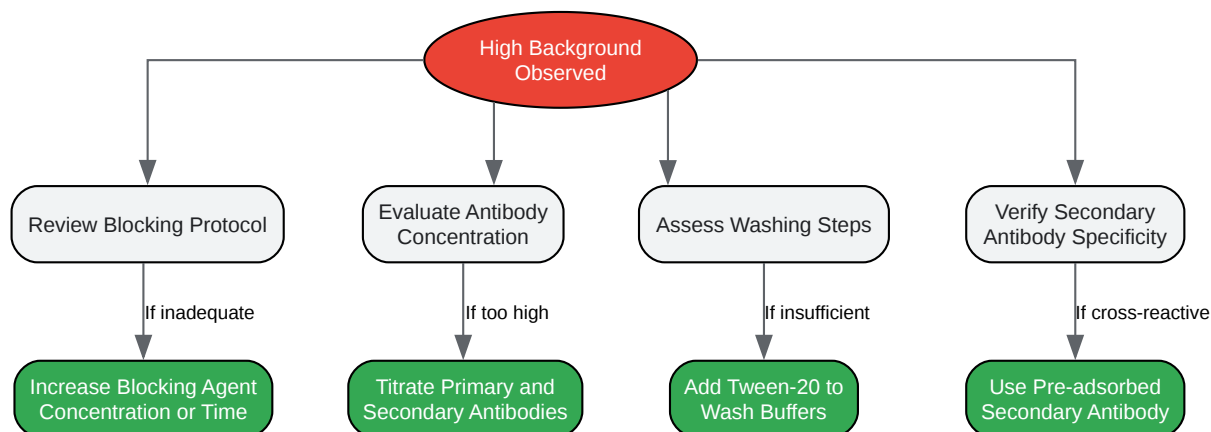 High Background
Observed
Review Blocking Protocol
Evaluate Antibody
Concentration
Assess Washing Steps
Verify Secondary
Antibody Specificity
If inadequate
If too high
If insufficient
If cross-reactive
Increase Blocking Agent
Concentration or Time
Titrate Primary and
Secondary Antibodies
Add Tween-20 to
Wash Buffers
Use Pre-adsorbed
Secondary Antibody